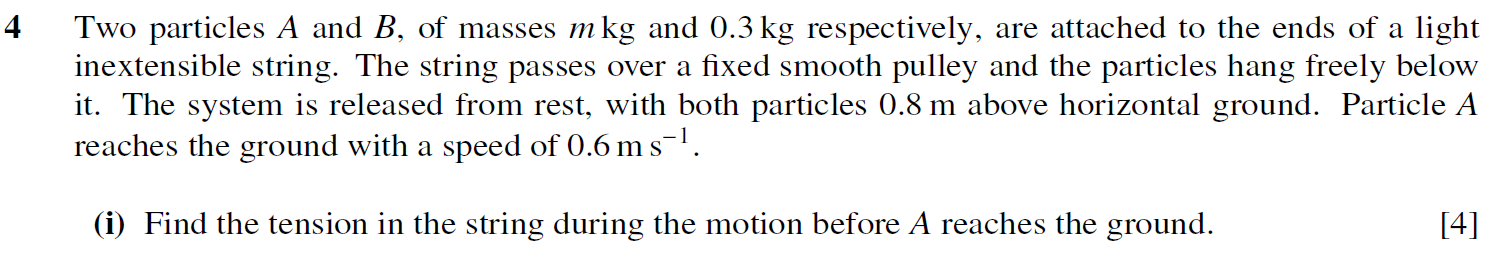 4 Two particles A and B, of masses m kg and 0.3 kg respectively, are attached to the ends of a light
inextensible string. The string passes over a fixed smooth pulley and the particles hang freely below
it. The system is released from rest, with both particles 0.8 m above horizontal ground. Particle A
reaches the ground with a speed of 0.6 m s⁻¹.
(i) Find the tension in the string during the motion before A reaches the ground. [4]